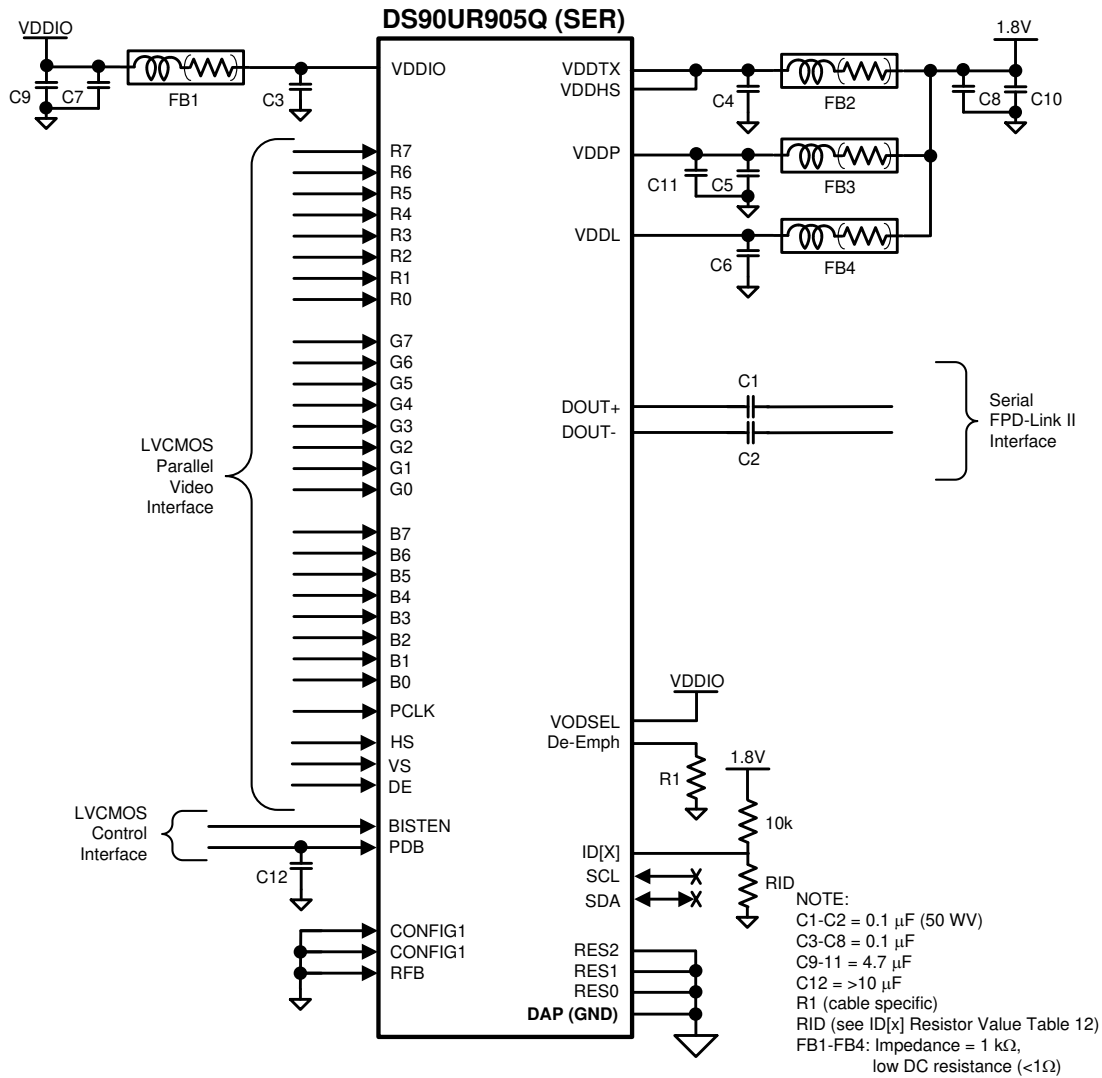 DS90UR905Q (SER)
VDDIO
C9
C7
FB1
C3
VDDIO
VDDTX
VDDHS
C4
FB2
1.8V
C8
C10
VDDP
C11
C5
FB3
VDDL
C6
FB4
LVCMOS
Parallel
Video
Interface
R7
R6
R5
R4
R3
R2
R1
R0
G7
G6
G5
G4
G3
G2
G1
G0
B7
B6
B5
B4
B3
B2
B1
B0
PCLK
HS
VS
DE
DOUT+
DOUT-
C1
C2
Serial
FPD-Link II
Interface
VDDIO
VODSEL
De-Emph
R1
1.8V
10k
ID[X]
RID
SCL
SDA
LVCMOS
Control
Interface
BISTEN
PDB
C12
CONFIG1
CONFIG1
RFB
RES2
RES1
RES0
DAP (GND)
NOTE:
C1-C2 = 0.1 μF (50 WV)
C3-C8 = 0.1 μF
C9-11 = 4.7 μF
C12 = >10 μF
R1 (cable specific)
RID (see ID[x] Resistor Value Table 12)
FB1-FB4: Impedance = 1 kΩ,
low DC resistance (<1Ω)